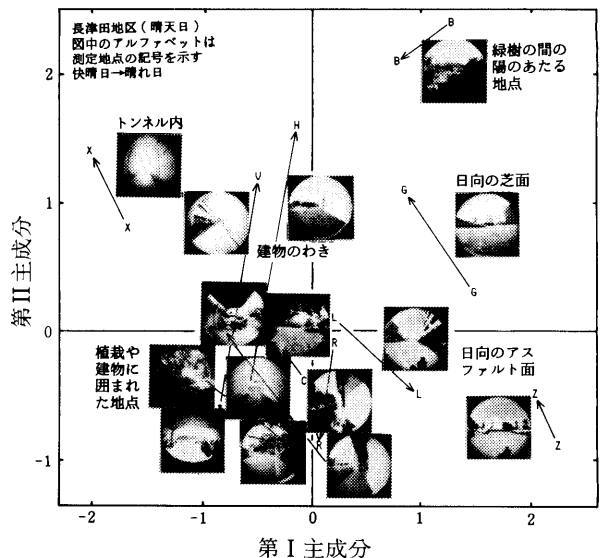 長津田地区(晴天日)
図中のアルファベットは
測定地点の記号を示す
快晴日→晴れ日
B
B
緑樹の間の
陽のあたる
地点
トンネル内
X
X
H
U
G
G
日向の芝面
建物のわき
植栽や
建物に
囲まれ
た地点
L
R
C
L
日向のアス
ファルト面
Z
Z
第II主成分
2
1
0
-1
-2
-1
0
1
2
第I主成分